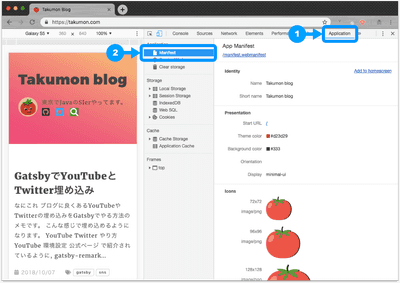 Takumon blog
https://takumon.com
Galaxy S5
360
640
100%
Elements
Console
Sources
Network
Performance
Application
1
2
Manifest
Clear storage
Storage
Local Storage
Session Storage
IndexedDB
Web SQL
Cookies
Cache
Cache Storage
Application Cache
Frames
top
Takumon blog
東京でJavaのSIerやってます。
GatsbyでYouTubeと
Twitter埋め込み
なにこれ ブログに良くあるYouTubeや
Twitterの埋め込みをGatsbyでやる方法の
メモです。 こんな感じで埋め込めるように
なります。 YouTube Twitter やり方
YouTube 環境設定 公式ページ で紹介され
ているように, gatsby-remark...
2018/10/07
gatsby
sns
App Manifest
/manifest.webmanifest
Identity
Add to homescreen
Name Takumon blog
Short name Takumon blog
Presentation
Start URL /
Theme color #d23d29
Background color #333
Orientation
Display minimal-ui
Icons
72x72
image/png
96x96
image/png
128x128